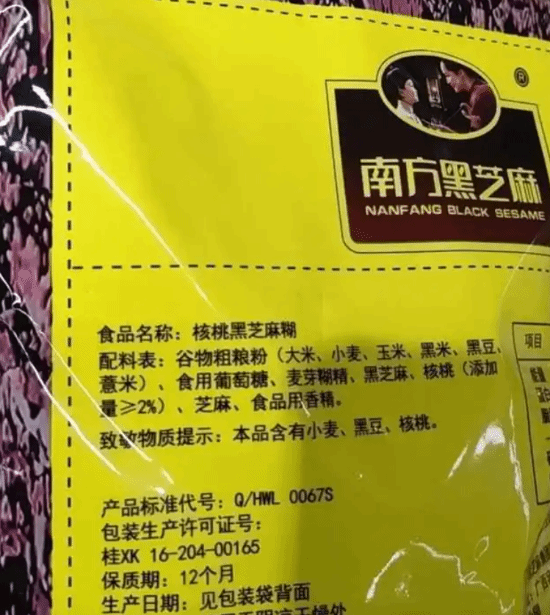 ®
南方黑芝麻
NANFANG BLACK SESAME
食品名称：核桃黑芝麻糊
配料表：谷物粗粮粉（大米、小麦、玉米、黑米、黑豆、
薏米）、食用葡萄糖、麦芽糊精、黑芝麻、核桃（添加
量≥2%）、芝麻、食品用香精。
致敏物质提示：本品含有小麦、黑豆、核桃。
项目
能量
产品标准代号：Q/HWL 0067S
包装生产许可证号：
桂XK 16-204-00165
保质期：12个月
生产日期：见包装袋背面